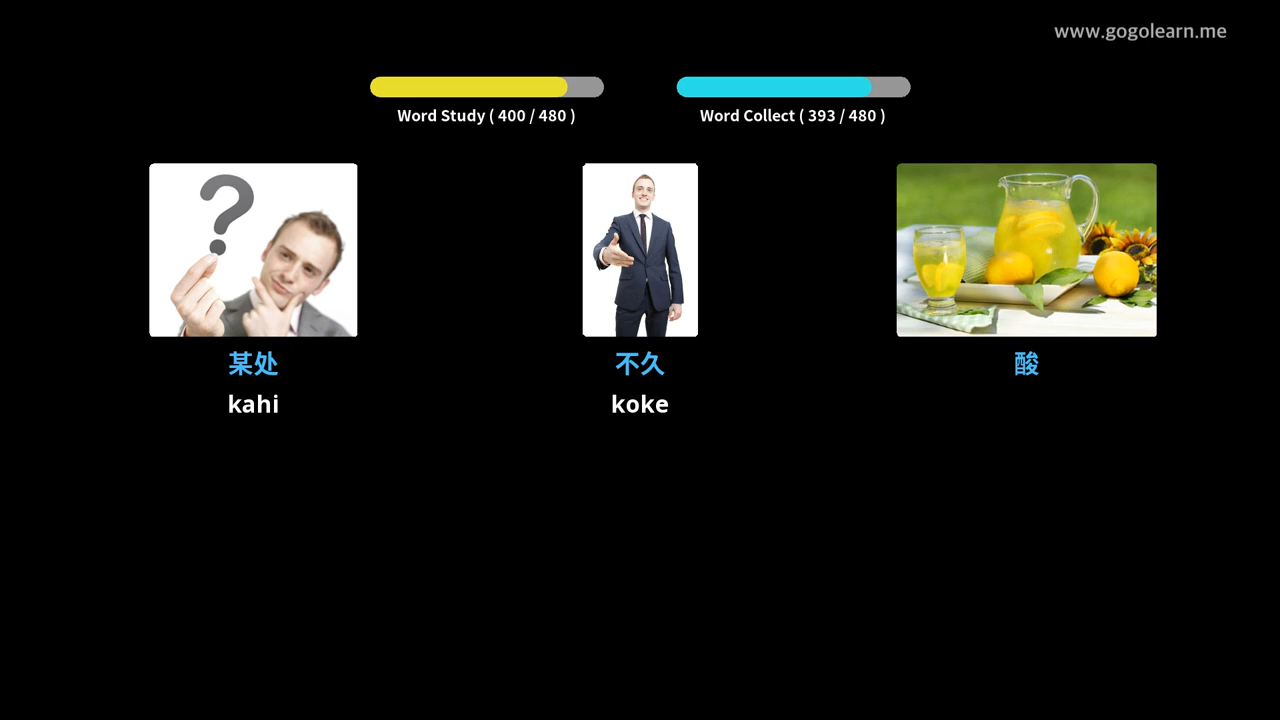 www.gogolearn.me
Word Study ( 400 / 480 )
Word Collect ( 393 / 480 )
某处
不久
酸
kahi
koke